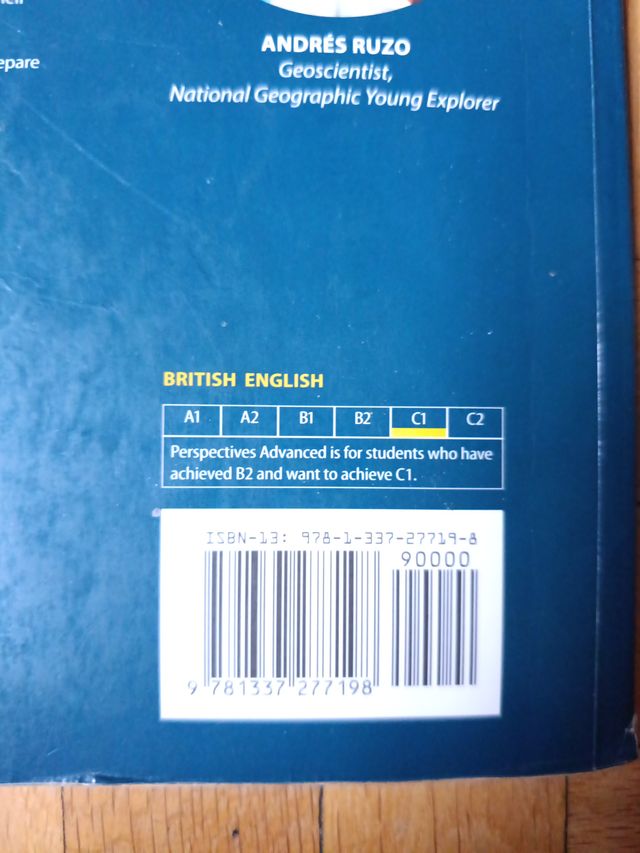 ANDRÉS RUZO
Geoscientist,
National Geographic Young Explorer
epare
BRITISH ENGLISH
A1 A2 B1 B2 C1 C2
Perspectives Advanced is for students who have
achieved B2 and want to achieve C1.
ISBN-13: 978-1-337-27719-8
90000
9 781337 277198